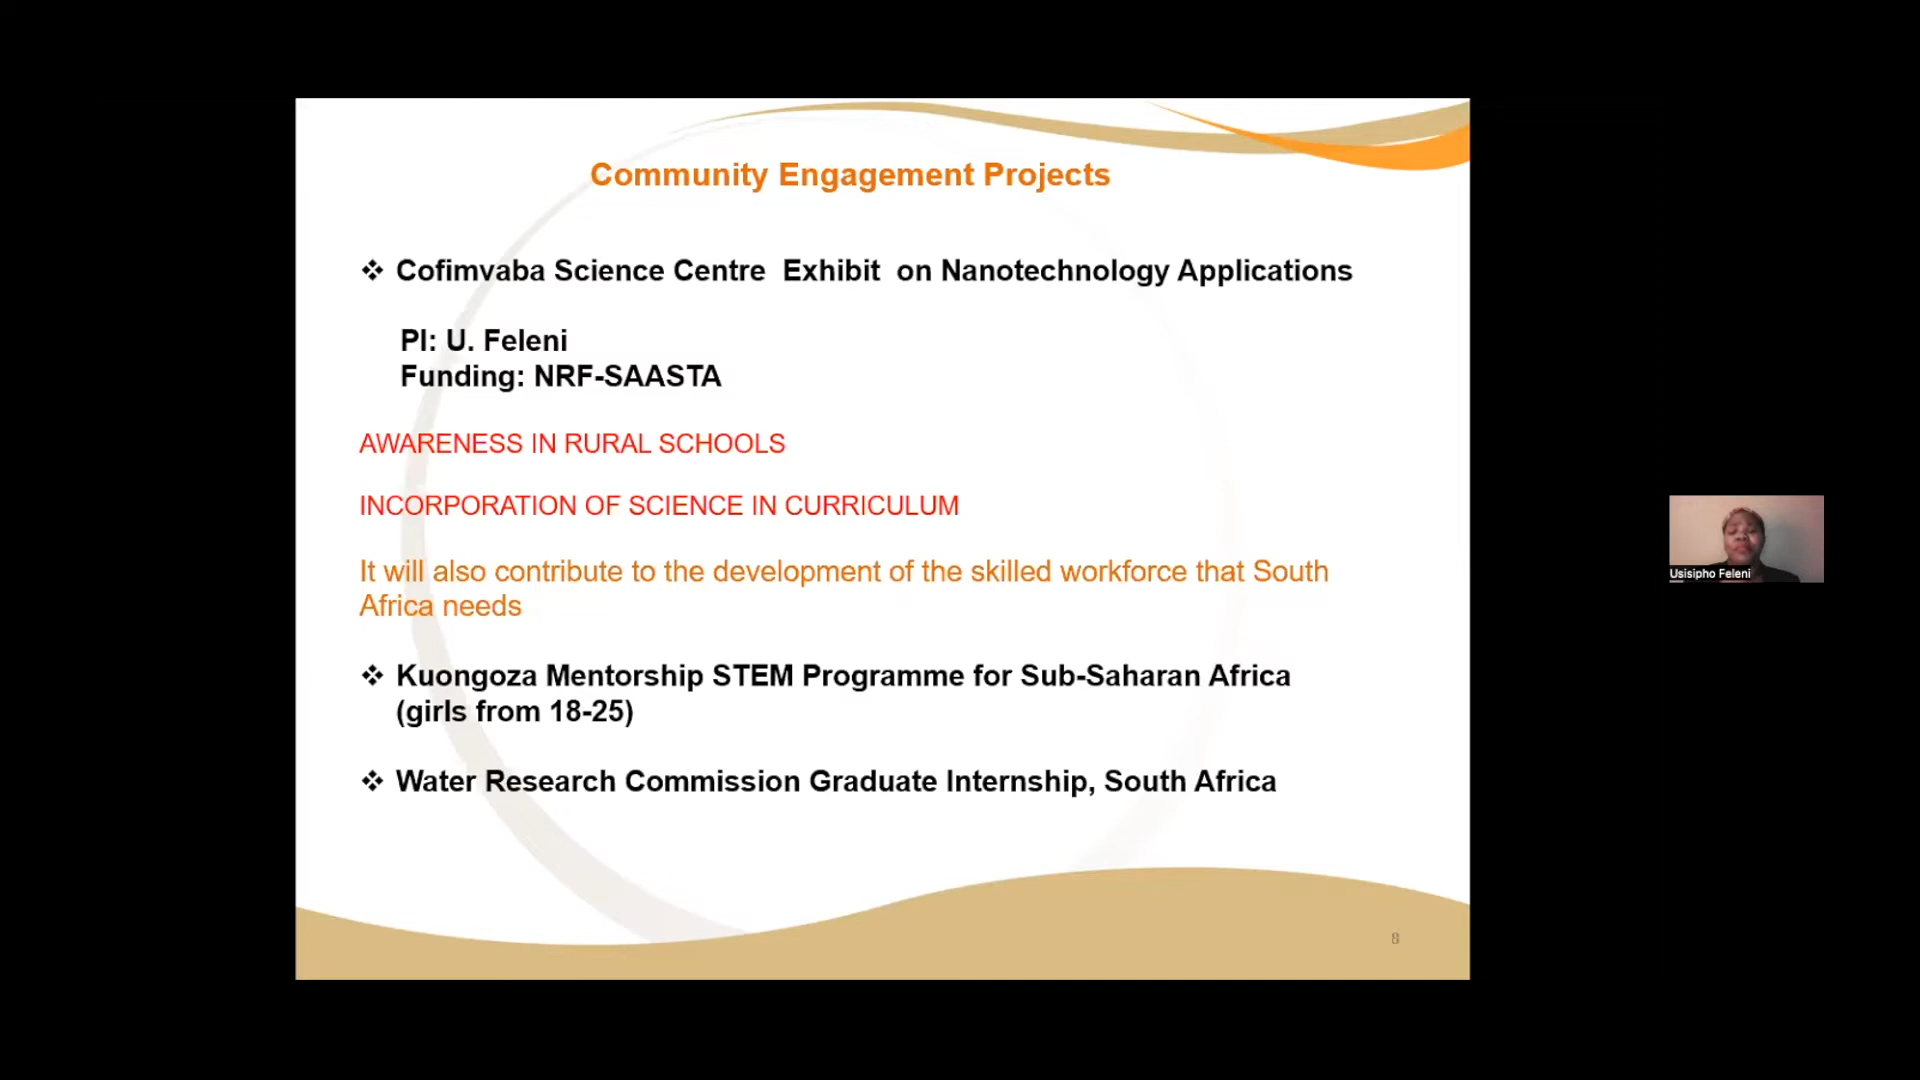 Community Engagement Projects
❖ Cofimvaba Science Centre Exhibit on Nanotechnology Applications
PI: U. Feleni
Funding: NRF-SAASTA
AWARENESS IN RURAL SCHOOLS
INCORPORATION OF SCIENCE IN CURRICULUM
It will also contribute to the development of the skilled workforce that South
Africa needs
❖ Kuongoza Mentorship STEM Programme for Sub-Saharan Africa
(girls from 18-25)
❖ Water Research Commission Graduate Internship, South Africa
8
Usisipho Feleni